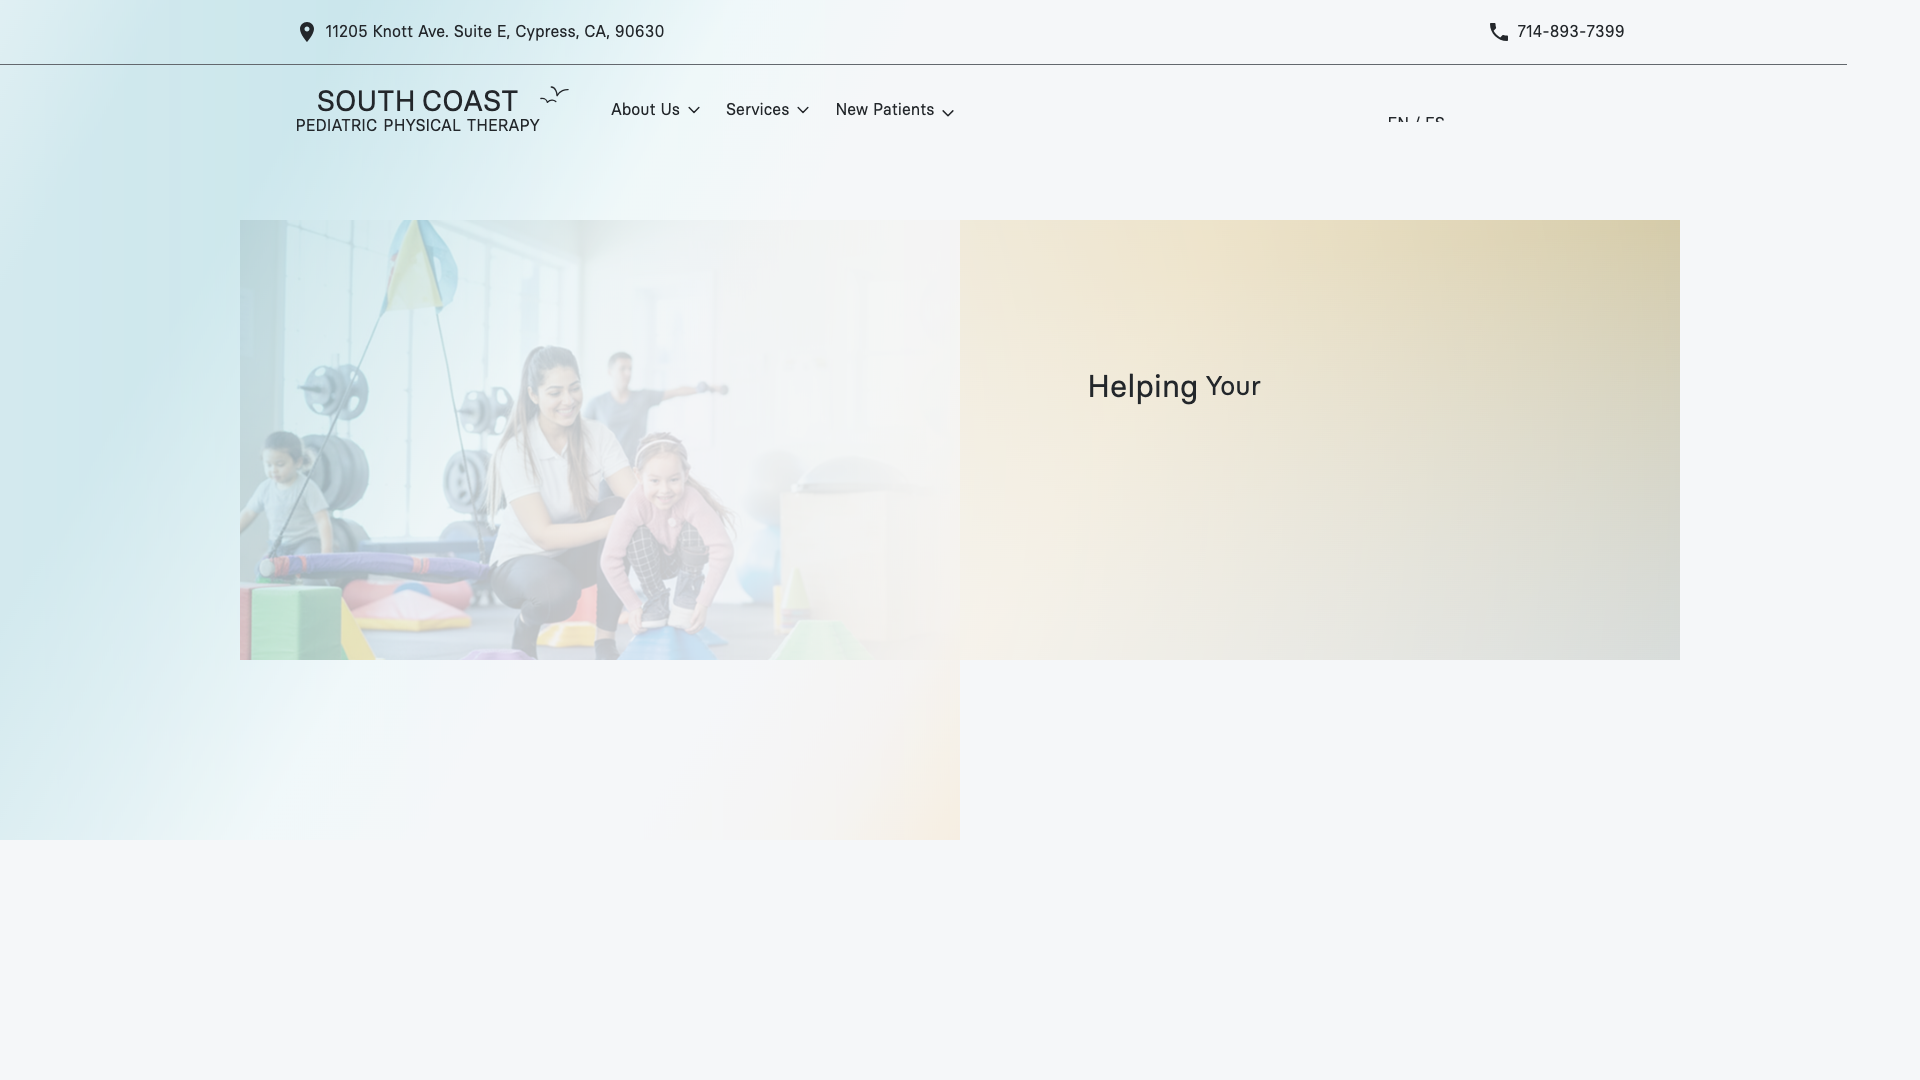 11205 Knott Ave. Suite E, Cypress, CA, 90630
714-893-7399
SOUTH COAST
PEDIATRIC PHYSICAL THERAPY
About Us
Services
New Patients
EN / ES
Helping Your